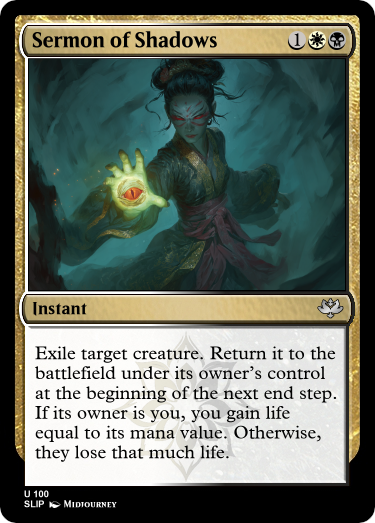 Sermon of Shadows 1
Instant
Exile target creature. Return it to the
battlefield under its owner's control
at the beginning of the next end step.
If its owner is you, you gain life
equal to its mana value. Otherwise,
they lose that much life.
U 100
SLIP Midjourney